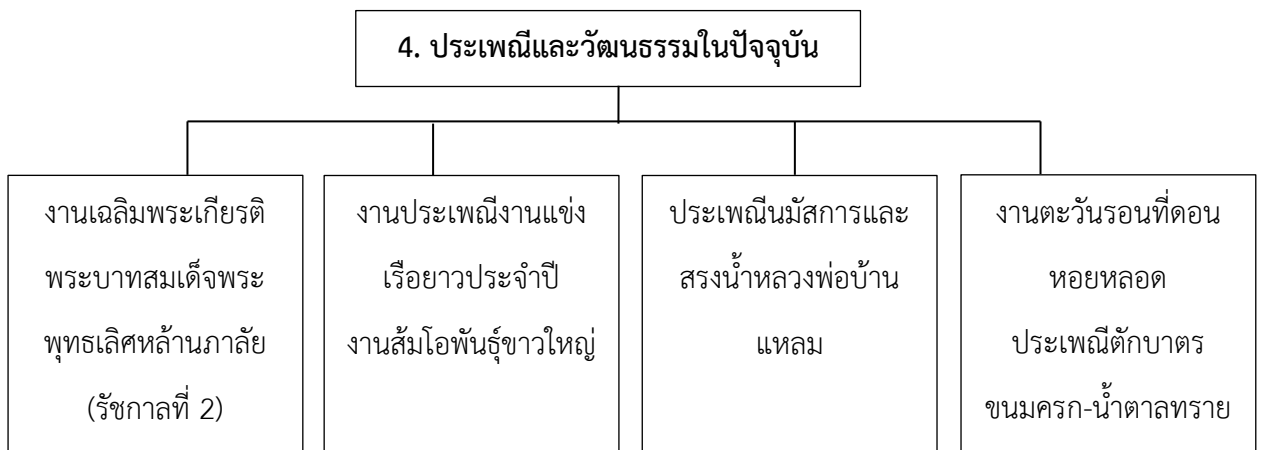 4. ประเพณีและวัฒนธรรมในปัจจุบัน
งานเฉลิมพระเกียรติ
พระบาทสมเด็จพระ
พุทธเลิศหล้านภาลัย
(รัชกาลที่ 2)
งานประเพณีงานแข่ง
เรือยาวประจำปี
งานส้มโอพันธุ์ขาวใหญ่
ประเพณีนมัสการและ
สรงน้ำหลวงพ่อบ้าน
แหลม
งานตะวันรอนที่ดอน
หอยหลอด
ประเพณีตักบาตร
ขนมครก-น้ำตาลทราย